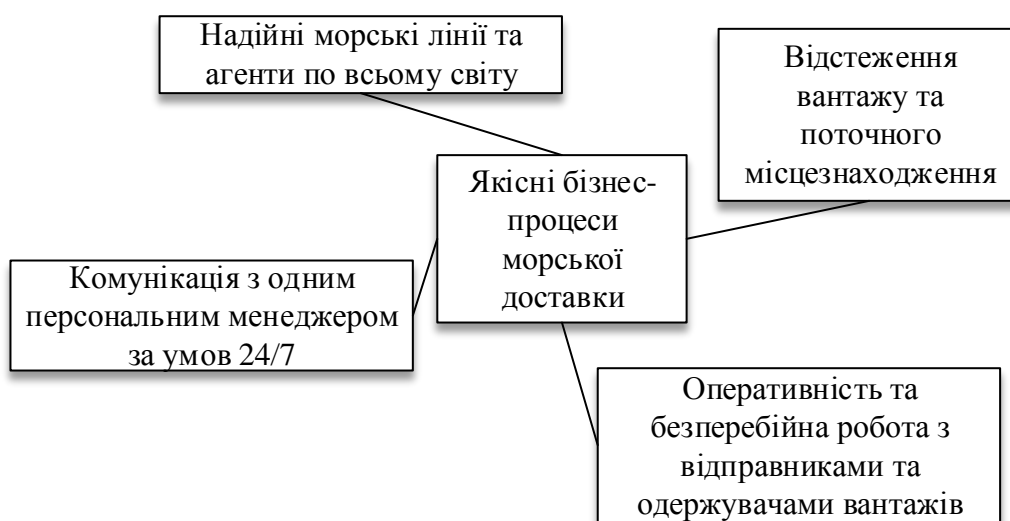 Надійні морські лінії та
агенти по всьому світу
Відстеження
вантажу та
поточного
місцезнаходження
Якісні бізнес-
процеси
морської
доставки
Комунікація з одним
персональним менеджером
за умов 24/7
Оперативність та
безперебійна робота з
відправниками та
одержувачами вантажів